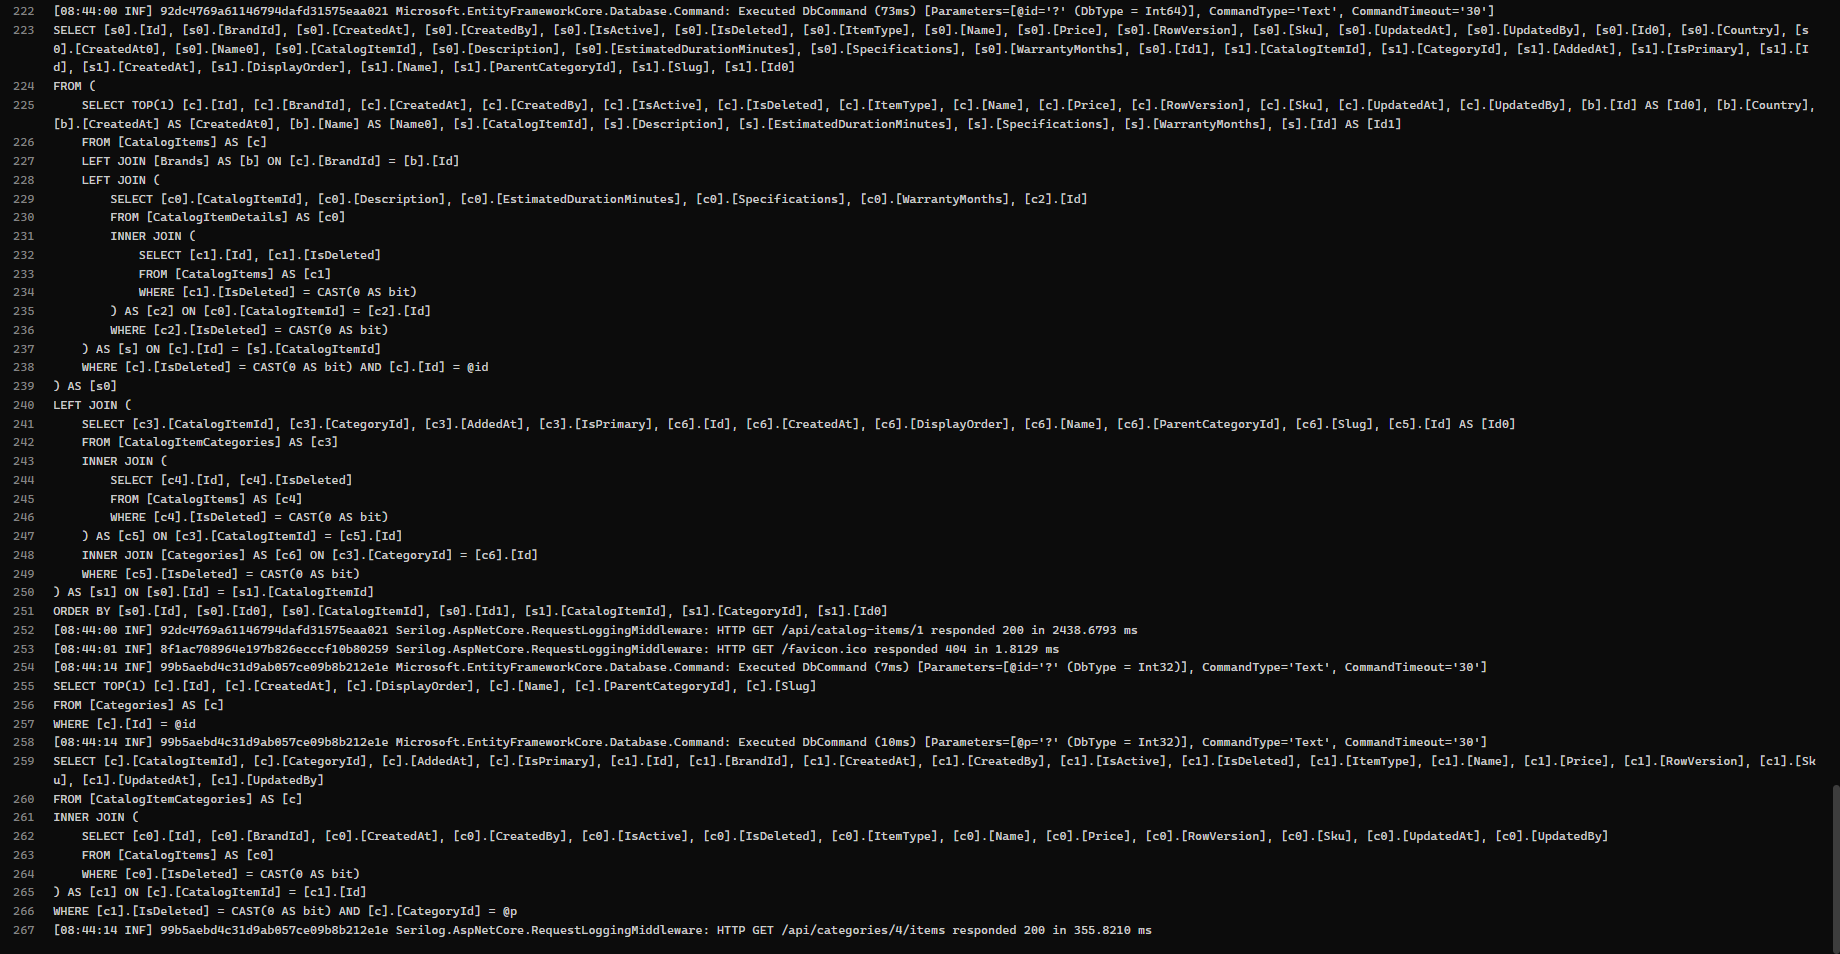 222 [08:44:00 INF] 92dc4769a61146794dafd31575eaa021 Microsoft.EntityFrameworkCore.Database.Command: Executed DbCommand (73ms) [Parameters=[@id='?' (DbType = Int64)], CommandType='Text', CommandTimeout='30']
223 SELECT [s0].[Id], [s0].[BrandId], [s0].[CreatedAt], [s0].[CreatedBy], [s0].[IsActive], [s0].[IsDeleted], [s0].[ItemType], [s0].[Name], [s0].[Price], [s0].[RowVersion], [s0].[Sku], [s0].[UpdatedAt], [s0].[UpdatedBy], [s0].[Id0], [s0].[Country], [s
0].[CreatedAt0], [s0].[Name0], [s0].[CatalogItemId], [s0].[Description], [s0].[EstimatedDurationMinutes], [s0].[Specifications], [s0].[WarrantyMonths], [s0].[Id1], [s1].[CatalogItemId], [s1].[CategoryId], [s1].[AddedAt], [s1].[IsPrimary], [s1].[I
d], [s1].[CreatedAt], [s1].[DisplayOrder], [s1].[Name], [s1].[ParentCategoryId], [s1].[Slug], [s1].[Id0]
224 FROM (
225     SELECT TOP(1) [c].[Id], [c].[BrandId], [c].[CreatedAt], [c].[CreatedBy], [c].[IsActive], [c].[IsDeleted], [c].[ItemType], [c].[Name], [c].[Price], [c].[RowVersion], [c].[Sku], [c].[UpdatedAt], [c].[UpdatedBy], [b].[Id] AS [Id0], [b].[Country],
[b].[CreatedAt] AS [CreatedAt0], [b].[Name] AS [Name0], [s].[CatalogItemId], [s].[Description], [s].[EstimatedDurationMinutes], [s].[Specifications], [s].[WarrantyMonths], [s].[Id] AS [Id1]
226     FROM [CatalogItems] AS [c]
227     LEFT JOIN [Brands] AS [b] ON [c].[BrandId] = [b].[Id]
228     LEFT JOIN (
229         SELECT [c0].[CatalogItemId], [c0].[Description], [c0].[EstimatedDurationMinutes], [c0].[Specifications], [c0].[WarrantyMonths], [c2].[Id]
230         FROM [CatalogItemDetails] AS [c0]
231         INNER JOIN (
232             SELECT [c1].[Id], [c1].[IsDeleted]
233             FROM [CatalogItems] AS [c1]
234             WHERE [c1].[IsDeleted] = CAST(0 AS bit)
235         ) AS [c2] ON [c0].[CatalogItemId] = [c2].[Id]
236         WHERE [c2].[IsDeleted] = CAST(0 AS bit)
237     ) AS [s] ON [c].[Id] = [s].[CatalogItemId]
238     WHERE [c].[IsDeleted] = CAST(0 AS bit) AND [c].[Id] = @id
239 ) AS [s0]
240 LEFT JOIN (
241     SELECT [c3].[CatalogItemId], [c3].[CategoryId], [c3].[AddedAt], [c3].[IsPrimary], [c6].[Id], [c6].[CreatedAt], [c6].[DisplayOrder], [c6].[Name], [c6].[ParentCategoryId], [c6].[Slug], [c5].[Id] AS [Id0]
242     FROM [CatalogItemCategories] AS [c3]
243     INNER JOIN (
244         SELECT [c4].[Id], [c4].[IsDeleted]
245         FROM [CatalogItems] AS [c4]
246         WHERE [c4].[IsDeleted] = CAST(0 AS bit)
247     ) AS [c5] ON [c3].[CatalogItemId] = [c5].[Id]
248     INNER JOIN [Categories] AS [c6] ON [c3].[CategoryId] = [c6].[Id]
249     WHERE [c5].[IsDeleted] = CAST(0 AS bit)
250 ) AS [s1] ON [s0].[Id] = [s1].[CatalogItemId]
251 ORDER BY [s0].[Id], [s0].[Id0], [s0].[CatalogItemId], [s0].[Id1], [s1].[CatalogItemId], [s1].[CategoryId], [s1].[Id0]
252 [08:44:00 INF] 92dc4769a61146794dafd31575eaa021 Serilog.AspNetCore.RequestLoggingMiddleware: HTTP GET /api/catalog-items/1 responded 200 in 2438.6793 ms
253 [08:44:01 INF] 8f1ac708964e197b826ecccf10b80259 Serilog.AspNetCore.RequestLoggingMiddleware: HTTP GET /favicon.ico responded 404 in 1.8129 ms
254 [08:44:14 INF] 99b5aebd4c31d9ab057ce09b8b212e1e Microsoft.EntityFrameworkCore.Database.Command: Executed DbCommand (7ms) [Parameters=[@id='?' (DbType = Int32)], CommandType='Text', CommandTimeout='30']
255 SELECT TOP(1) [c].[Id], [c].[CreatedAt], [c].[DisplayOrder], [c].[Name], [c].[ParentCategoryId], [c].[Slug]
256 FROM [Categories] AS [c]
257 WHERE [c].[Id] = @id
258 [08:44:14 INF] 99b5aebd4c31d9ab057ce09b8b212e1e Microsoft.EntityFrameworkCore.Database.Command: Executed DbCommand (10ms) [Parameters=[@p='?' (DbType = Int32)], CommandType='Text', CommandTimeout='30']
259 SELECT [c].[CatalogItemId], [c].[CategoryId], [c].[AddedAt], [c].[IsPrimary], [c1].[Id], [c1].[BrandId], [c1].[CreatedAt], [c1].[CreatedBy], [c1].[IsActive], [c1].[IsDeleted], [c1].[ItemType], [c1].[Name], [c1].[Price], [c1].[RowVersion], [c1].[Sk
u], [c1].[UpdatedAt], [c1].[UpdatedBy]
260 FROM [CatalogItemCategories] AS [c]
261 INNER JOIN (
262     SELECT [c0].[Id], [c0].[BrandId], [c0].[CreatedAt], [c0].[CreatedBy], [c0].[IsActive], [c0].[IsDeleted], [c0].[ItemType], [c0].[Name], [c0].[Price], [c0].[RowVersion], [c0].[Sku], [c0].[UpdatedAt], [c0].[UpdatedBy]
263     FROM [CatalogItems] AS [c0]
264     WHERE [c0].[IsDeleted] = CAST(0 AS bit)
265 ) AS [c1] ON [c].[CatalogItemId] = [c1].[Id]
266 WHERE [c1].[IsDeleted] = CAST(0 AS bit) AND [c].[CategoryId] = @p
267 [08:44:14 INF] 99b5aebd4c31d9ab057ce09b8b212e1e Serilog.AspNetCore.RequestLoggingMiddleware: HTTP GET /api/categories/4/items responded 200 in 355.8210 ms